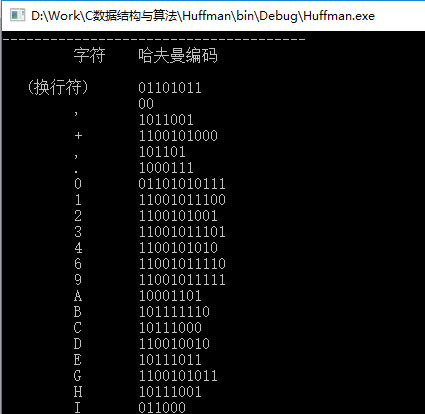 D:\Work\C数据结构与算法\Huffman\bin\Debug\Huffman.exe
--------------------------------------
字符 哈夫曼编码
(换行符) 01101011
00
' 1011001
+ 1100101000
, 101101
. 1000111
0 01101010111
1 11001011100
2 1100101001
3 11001011101
4 1100101010
6 11001011110
9 11001011111
A 10001101
B 101111110
C 10111000
D 110010010
E 10111011
G 1100101011
H 10111001
I 011000